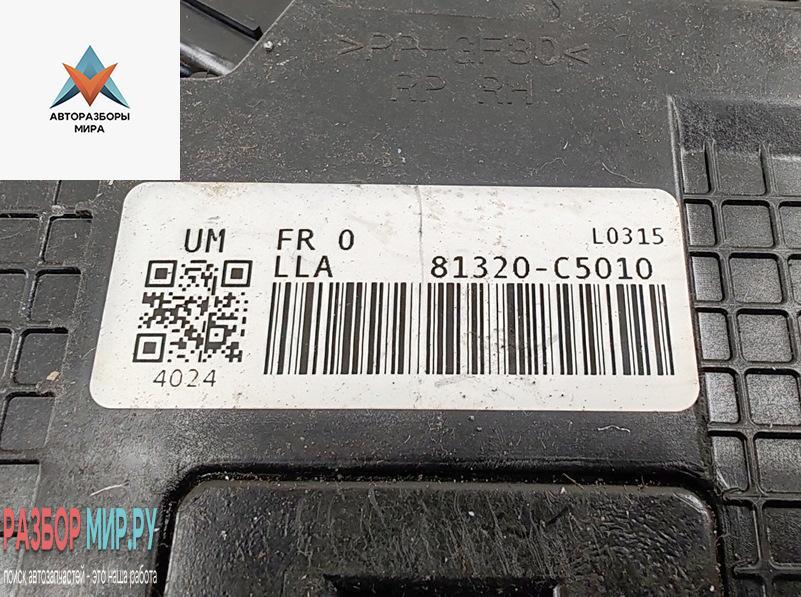 АВТОРАЗБОРЫ
МИРА
>PP-GF30<
RP RH
UM FR 0 L0315
LLA 81320-C5010
4024
РАЗБОР МИР.РУ
поиск автозапчастей - это наша работа